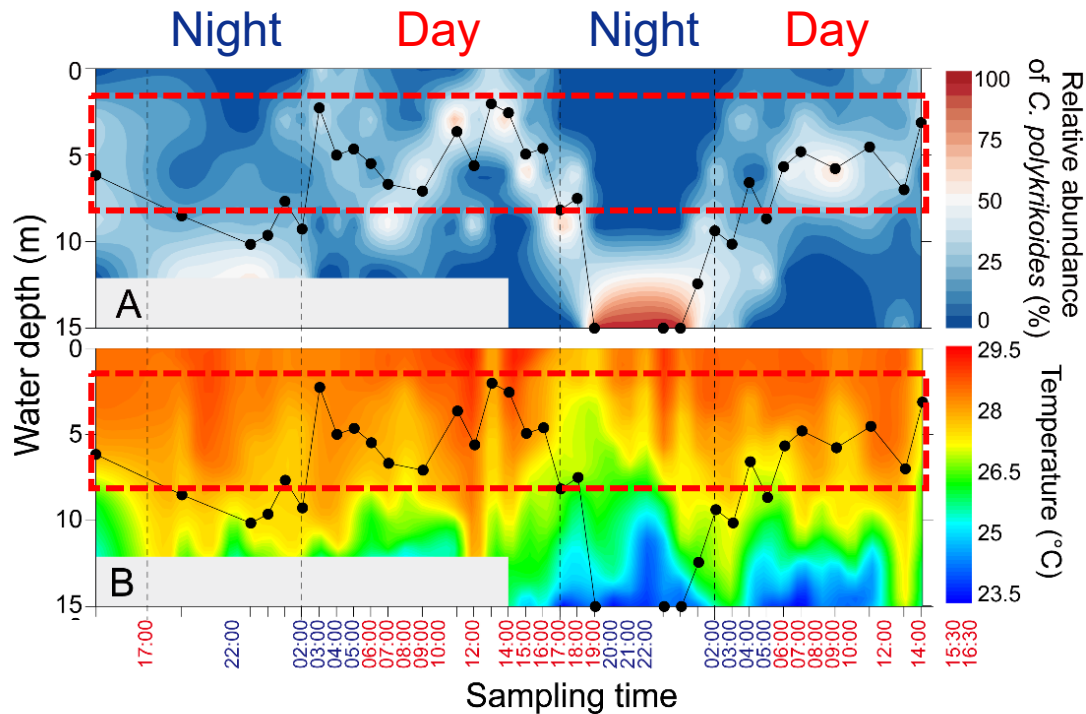 Night Day Night Day
0
5
10
15
A
Water depth (m)
100
75
50
25
0
Relative abundance
of C. polykrikoides (%)
0
5
10
15
B
29.5
28
26.5
25
23.5
Temperature (°C)
17:00 22:00 02:00 03:00 04:00 05:00 06:00 08:00 09:00 10:00 12:00 14:00 15:00 16:00 17:00 18:00 19:00 20:00 21:00 22:00 02:00 03:00 04:00 05:00 06:00 08:00 09:00 10:00 12:00 14:00 15:30 16:30
Sampling time